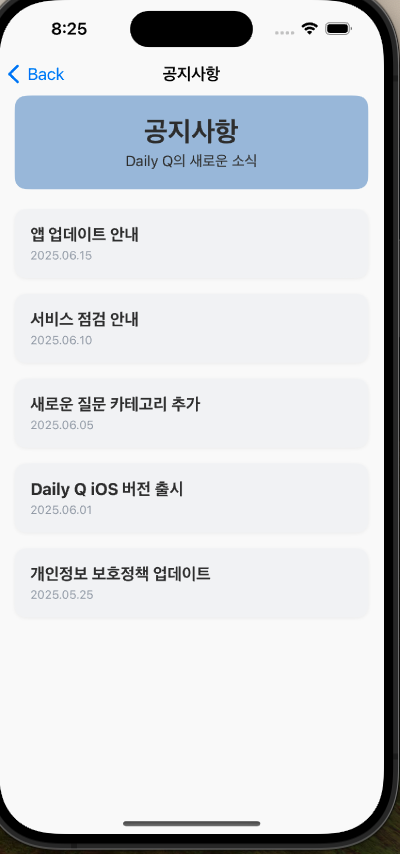 8:25
Back
공지사항
공지사항
Daily Q의 새로운 소식
앱 업데이트 안내
2025.06.15
서비스 점검 안내
2025.06.10
새로운 질문 카테고리 추가
2025.06.05
Daily Q iOS 버전 출시
2025.06.01
개인정보 보호정책 업데이트
2025.05.25